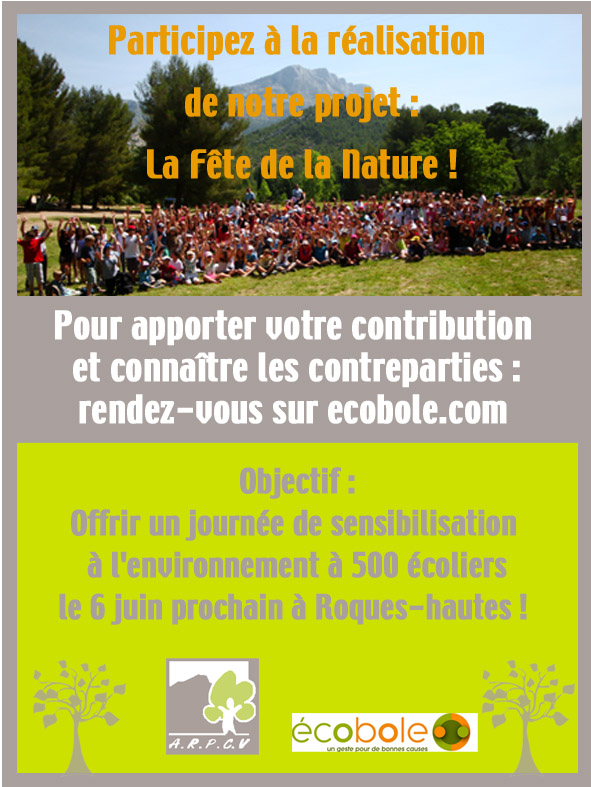 Participez à la réalisation
de notre projet :
La Fête de la Nature !
Pour apporter votre contribution
et connaître les contreparties :
rendez-vous sur ecobole.com
Objectif :
Offrir un journée de sensibilisation
à l'environnement à 500 écoliers
le 6 juin prochain à Roques-hautes !
A.R.P.C.V
écobole
un geste pour de bonnes causes